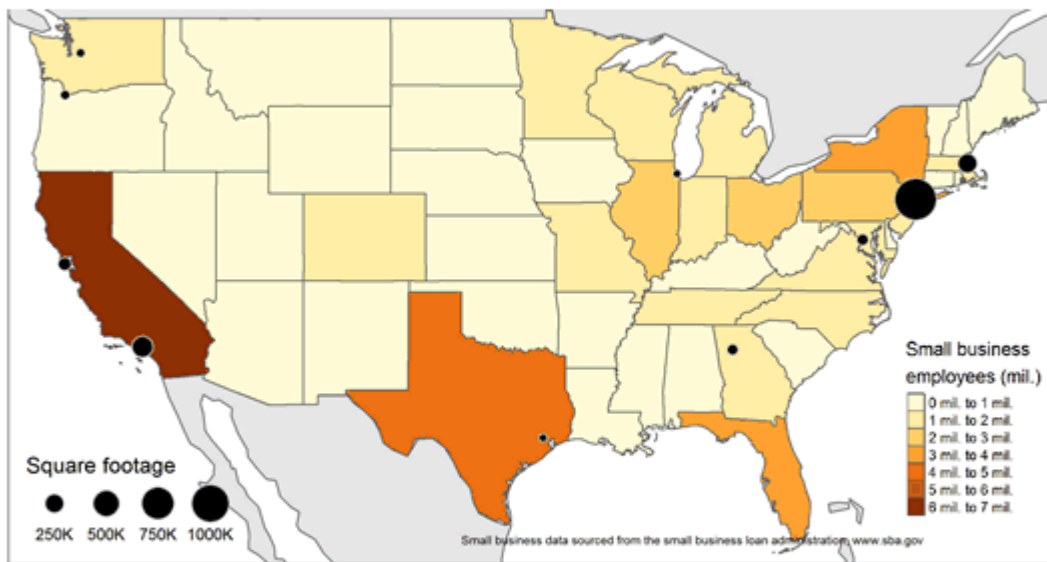 Small business
employees (mil.)
0 mil. to 1 mil.
1 mil. to 2 mil.
2 mil. to 3 mil.
3 mil. to 4 mil.
4 mil. to 5 mil.
5 mil. to 6 mil.
6 mil. to 7 mil.
Square footage
250K 500K 750K 1000K
Small business data sourced from the small business loan administration, www.sba.gov